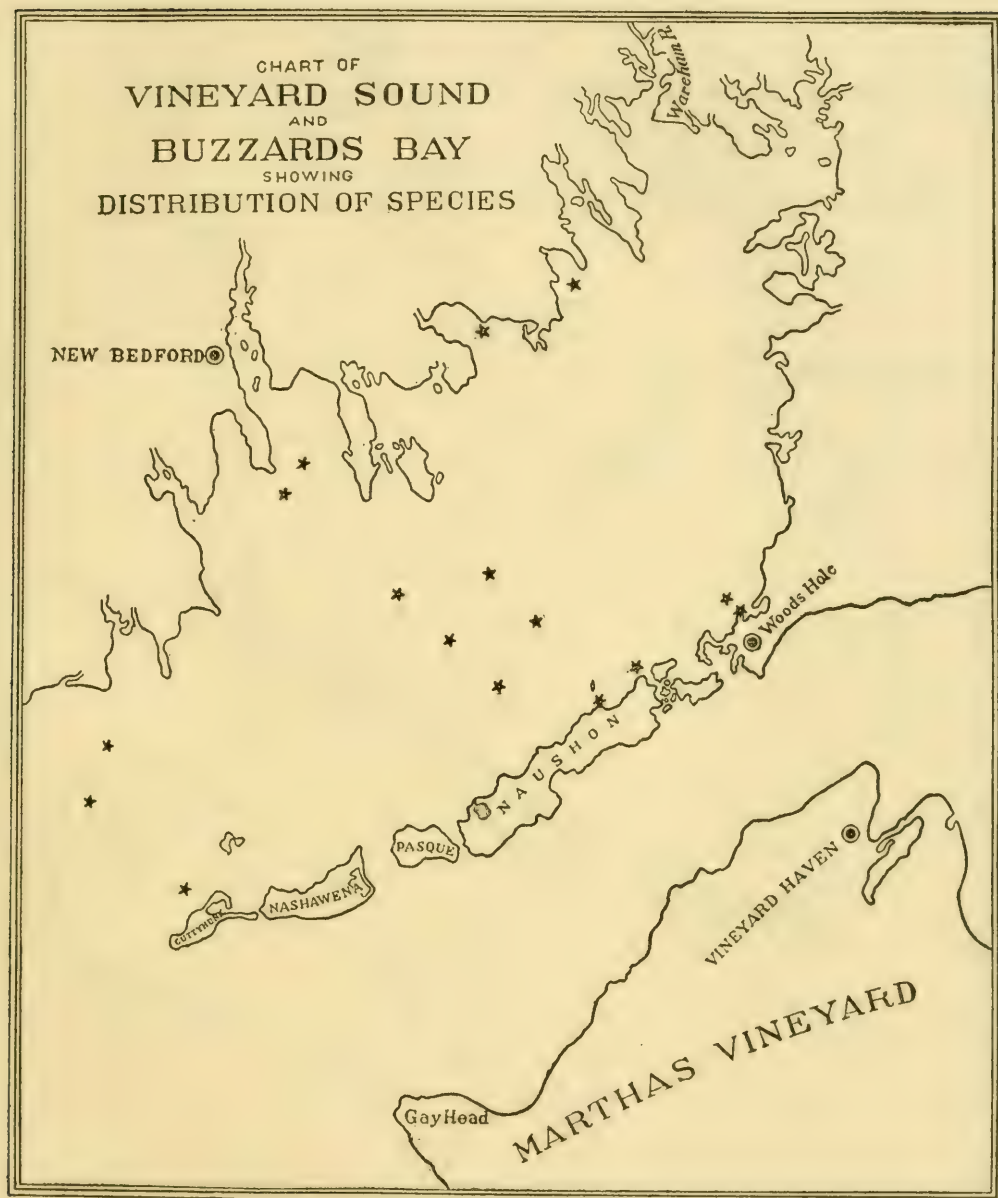 CHART OF
VINEYARD SOUND
AND
BUZZARDS BAY
SHOWING
DISTRIBUTION OF SPECIES
Wareham R.
NEW BEDFORD
Woods Hole
NAUSHON
PASQUE
NASHAWENA
CUTTYHUNK
VINEYARD HAVEN
MARTHAS VINEYARD
Gay Head